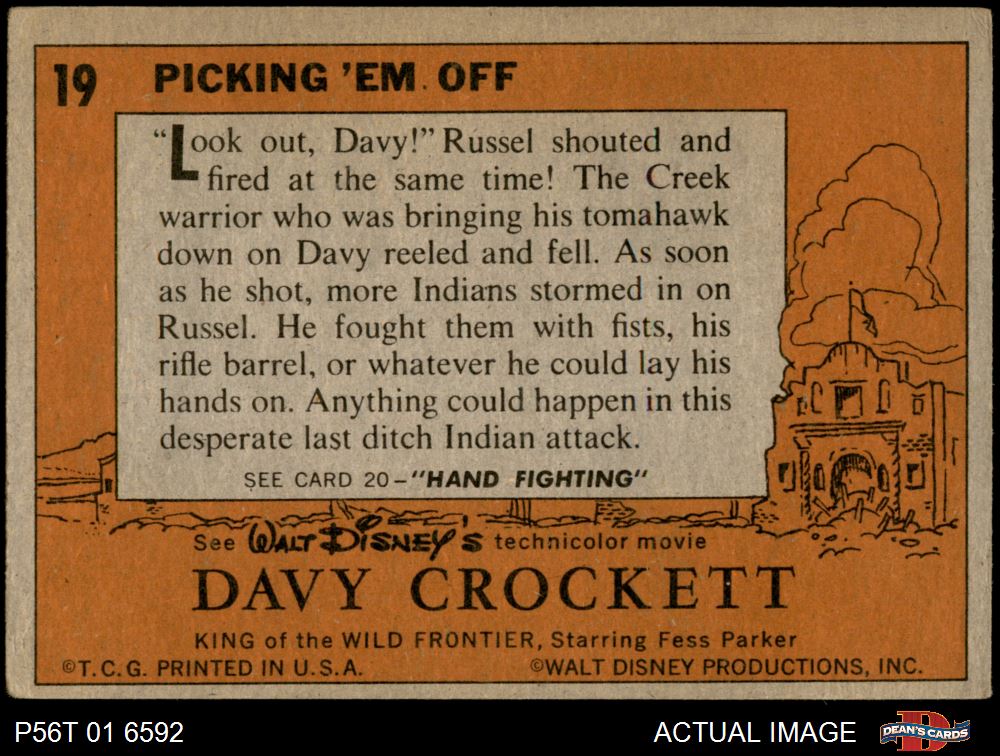 19 PICKING 'EM OFF
"Look out, Davy!" Russel shouted and
fired at the same time! The Creek
warrior who was bringing his tomahawk
down on Davy reeled and fell. As soon
as he shot, more Indians stormed in on
Russel. He fought them with fists, his
rifle barrel, or whatever he could lay his
hands on. Anything could happen in this
desperate last ditch Indian attack.
SEE CARD 20-"HAND FIGHTING"
See WALT DISNEY'S technicolor movie
DAVY CROCKETT
KING of the WILD FRONTIER, Starring Fess Parker
©T.C.G. PRINTED IN U.S.A. ©WALT DISNEY PRODUCTIONS, INC.
P56T 01 6592 ACTUAL IMAGE DEAN'S CARDS